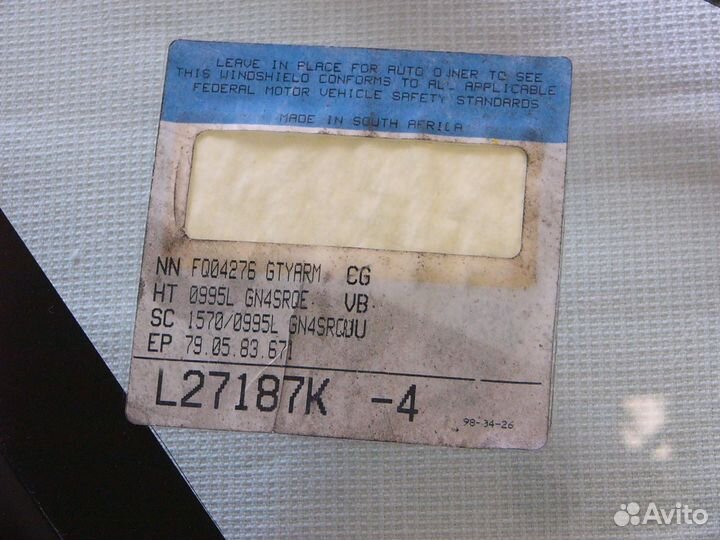 LEAVE IN PLACE FOR AUTO OWNER TO SEE
THIS WINDSHIELD CONFORMS TO ALL APPLICABLE
FEDERAL MOTOR VEHICLE SAFETY STANDARDS
MADE IN SOUTH AFRICA
NN FQ04276 GTYARM CG
HT 0995L GN4SRQE VB
SC 1570/0995L GN4SRQUU
EP 79.05.83.671
L27187K -4
98-34-26
Avito